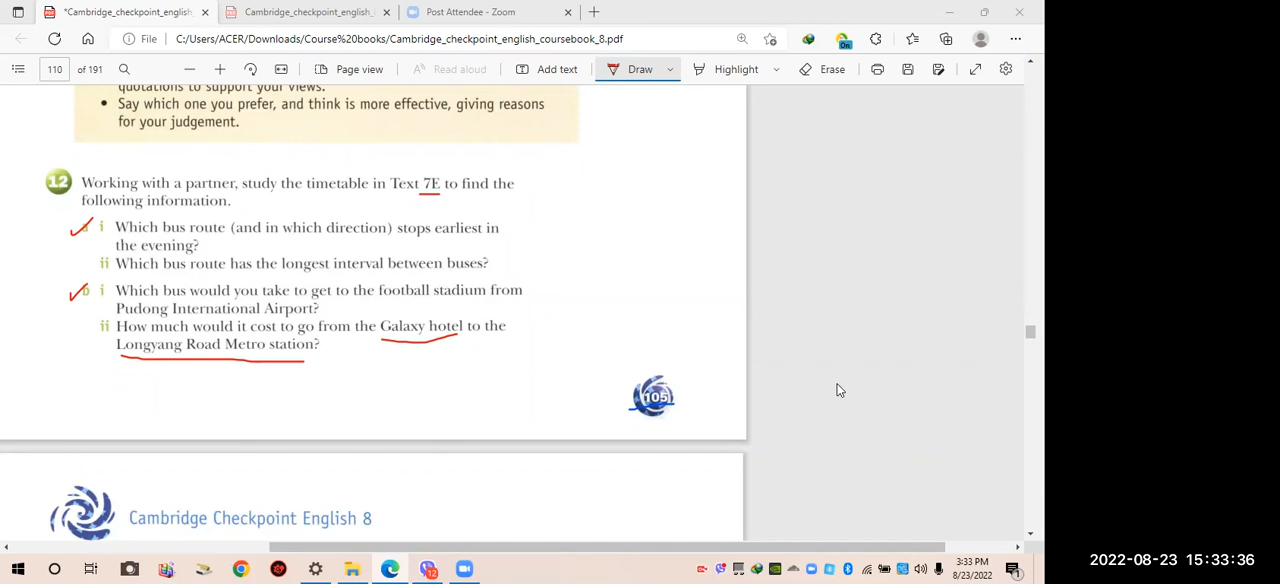 *Cambridge_checkpoint_english_
Cambridge_checkpoint_english_
Post Attendee - Zoom
File
C:/Users/ACER/Downloads/Course%20books/Cambridge_checkpoint_english_coursebook_8.pdf
On
110 of 191
Page view
Read aloud
Add text
Draw
Highlight
Erase
quotations to support your views.
• Say which one you prefer, and think is more effective, giving reasons
for your judgement.
12 Working with a partner, study the timetable in Text 7E to find the
following information.
a i Which bus route (and in which direction) stops earliest in
the evening?
ii Which bus route has the longest interval between buses?
b i Which bus would you take to get to the football stadium from
Pudong International Airport?
ii How much would it cost to go from the Galaxy hotel to the
Longyang Road Metro station?
105
Cambridge Checkpoint English 8
12
3:33 PM
8/23/2022
1
2022-08-23 15:33:36